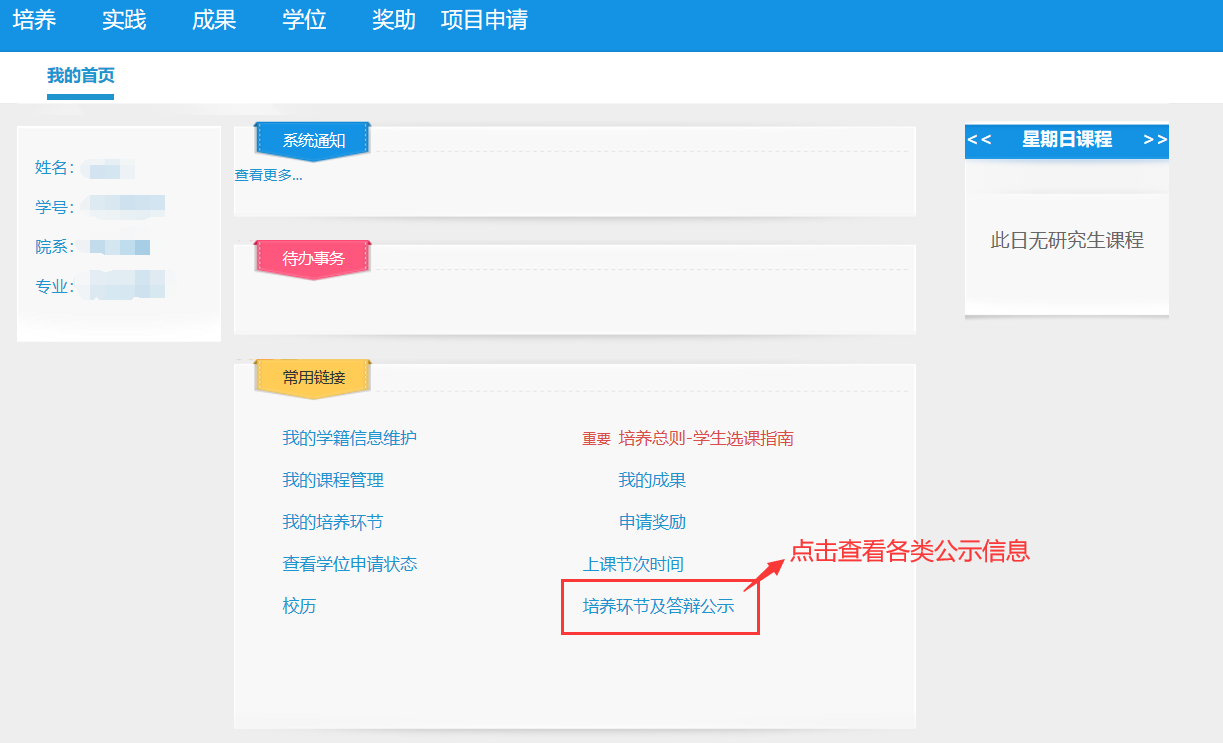 培养 实践 成果 学位 奖助 项目申请
我的首页
姓名：
学号：
院系：
专业：
系统通知
查看更多...
待办事务
常用链接
我的学籍信息维护 重要 培养总则-学生选课指南
我的课程管理 我的成果
我的培养环节 申请奖励
查看学位申请状态 上课节次时间
校历 培养环节及答辩公示
点击查看各类公示信息
<< 星期日课程 >>
此日无研究生课程